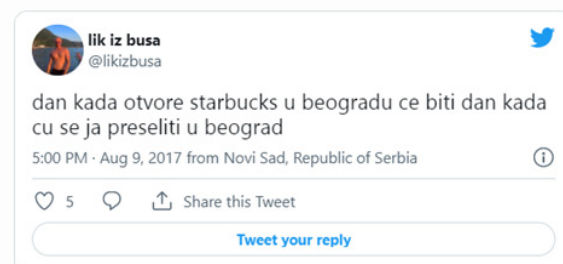 lik iz busa
@likizbusa
dan kada otvore starbucks u beogradu ce biti dan kada
cu se ja preseliti u beograd
5:00 PM · Aug 9, 2017 from Novi Sad, Republic of Serbia
5 Share this Tweet
Tweet your reply